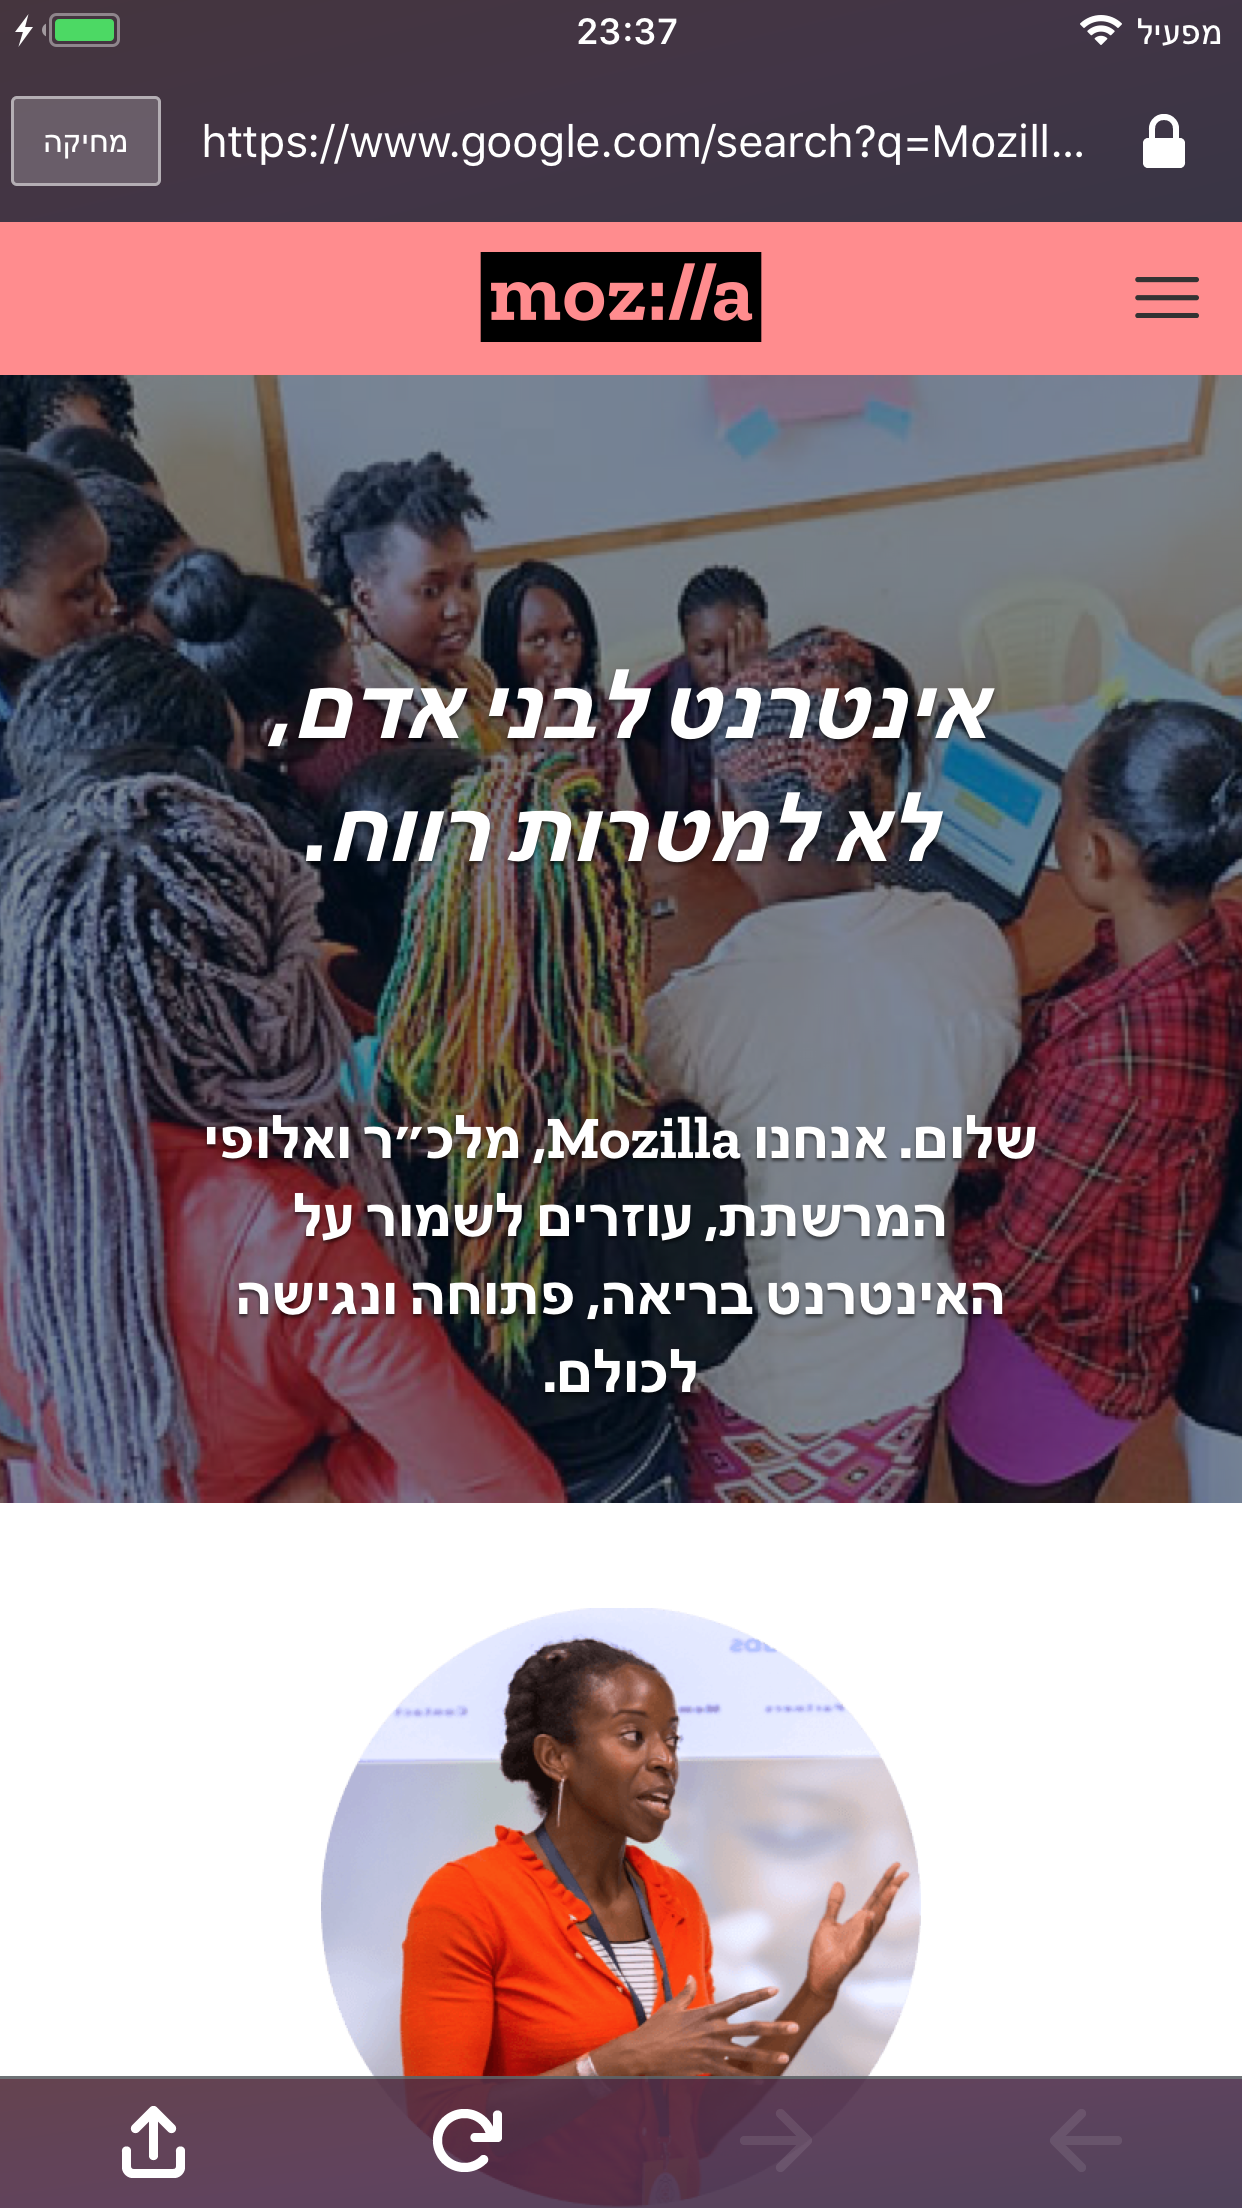 מפעיל
23:37
https://www.google.com/search?q=Mozill...
מחיקה
moz://a
אינטרנט לבני אדם,
לא למטרות רווח.
שלום. אנחנו Mozilla, מלכ״ר ואלופי
המרשתת, עוזרים לשמור על
האינטרנט בריאה, פתוחה ונגישה
לכולם.